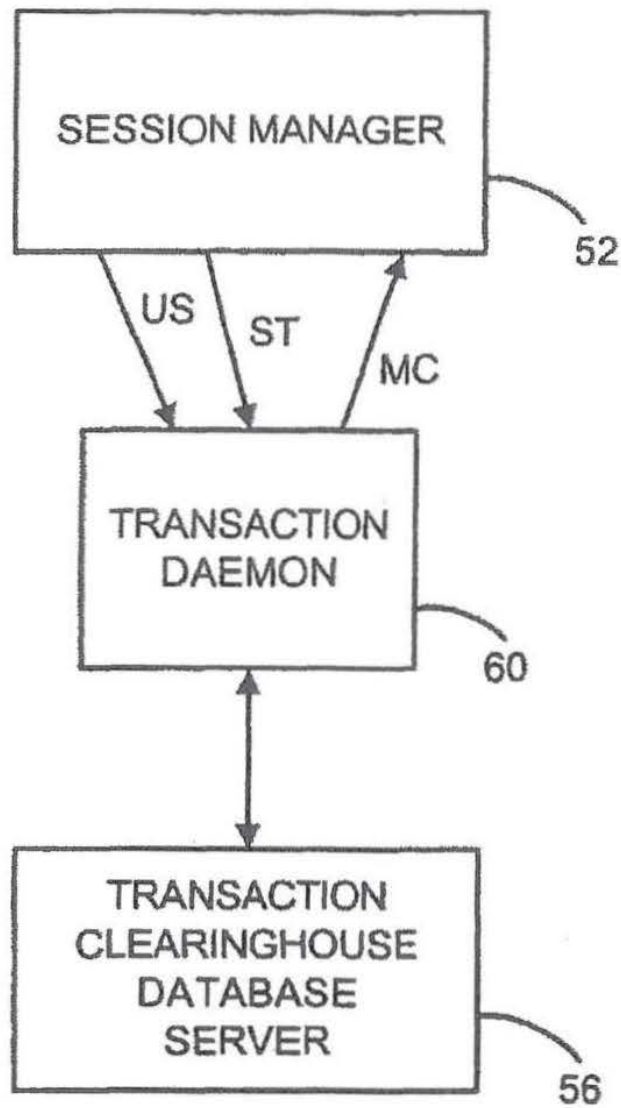 SESSION MANAGER
52
US
ST
MC
TRANSACTION
DAEMON
60
TRANSACTION
CLEARINGHOUSE
DATABASE
SERVER
56